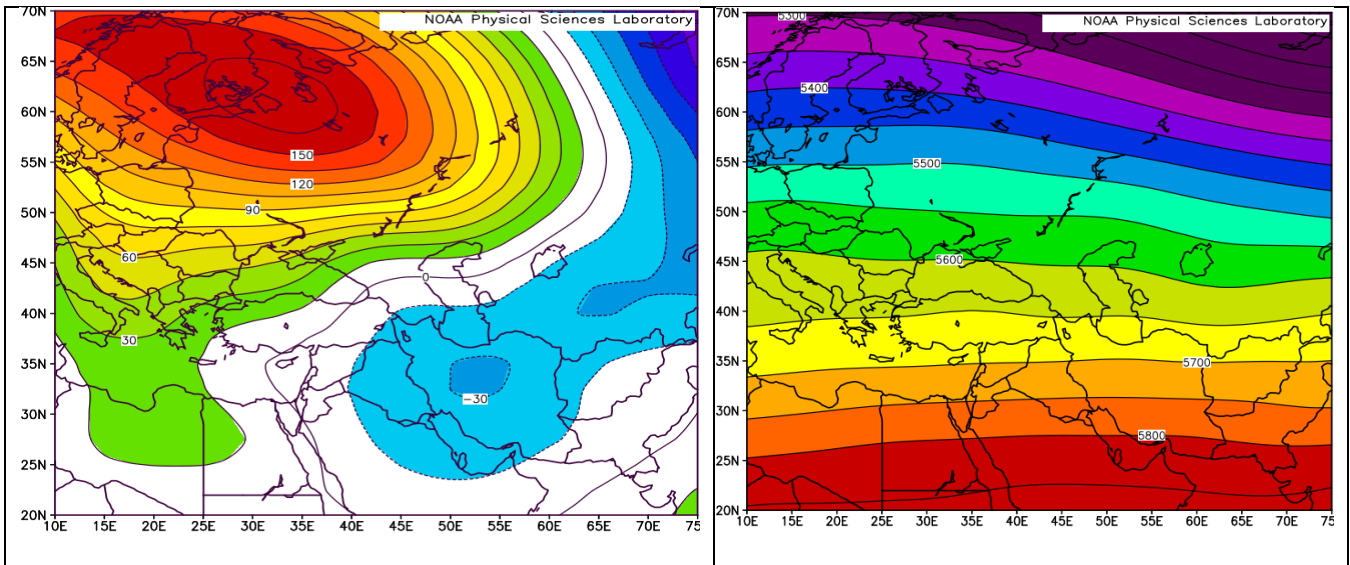 NOAA Physical Sciences Laboratory
70N
65N
60N
55N
50N
45N
40N
35N
30N
25N
20N
10E 15E 20E 25E 30E 35E 40E 45E 50E 55E 60E 65E 70E 75
150
120
90
60
0
30
−30
NOAA Physical Sciences Laboratory
70N
65N
60N
55N
50N
45N
40N
35N
30N
25N
20N
10E 15E 20E 25E 30E 35E 40E 45E 50E 55E 60E 65E 70E 75
5300
5400
5500
5600
5700
5800